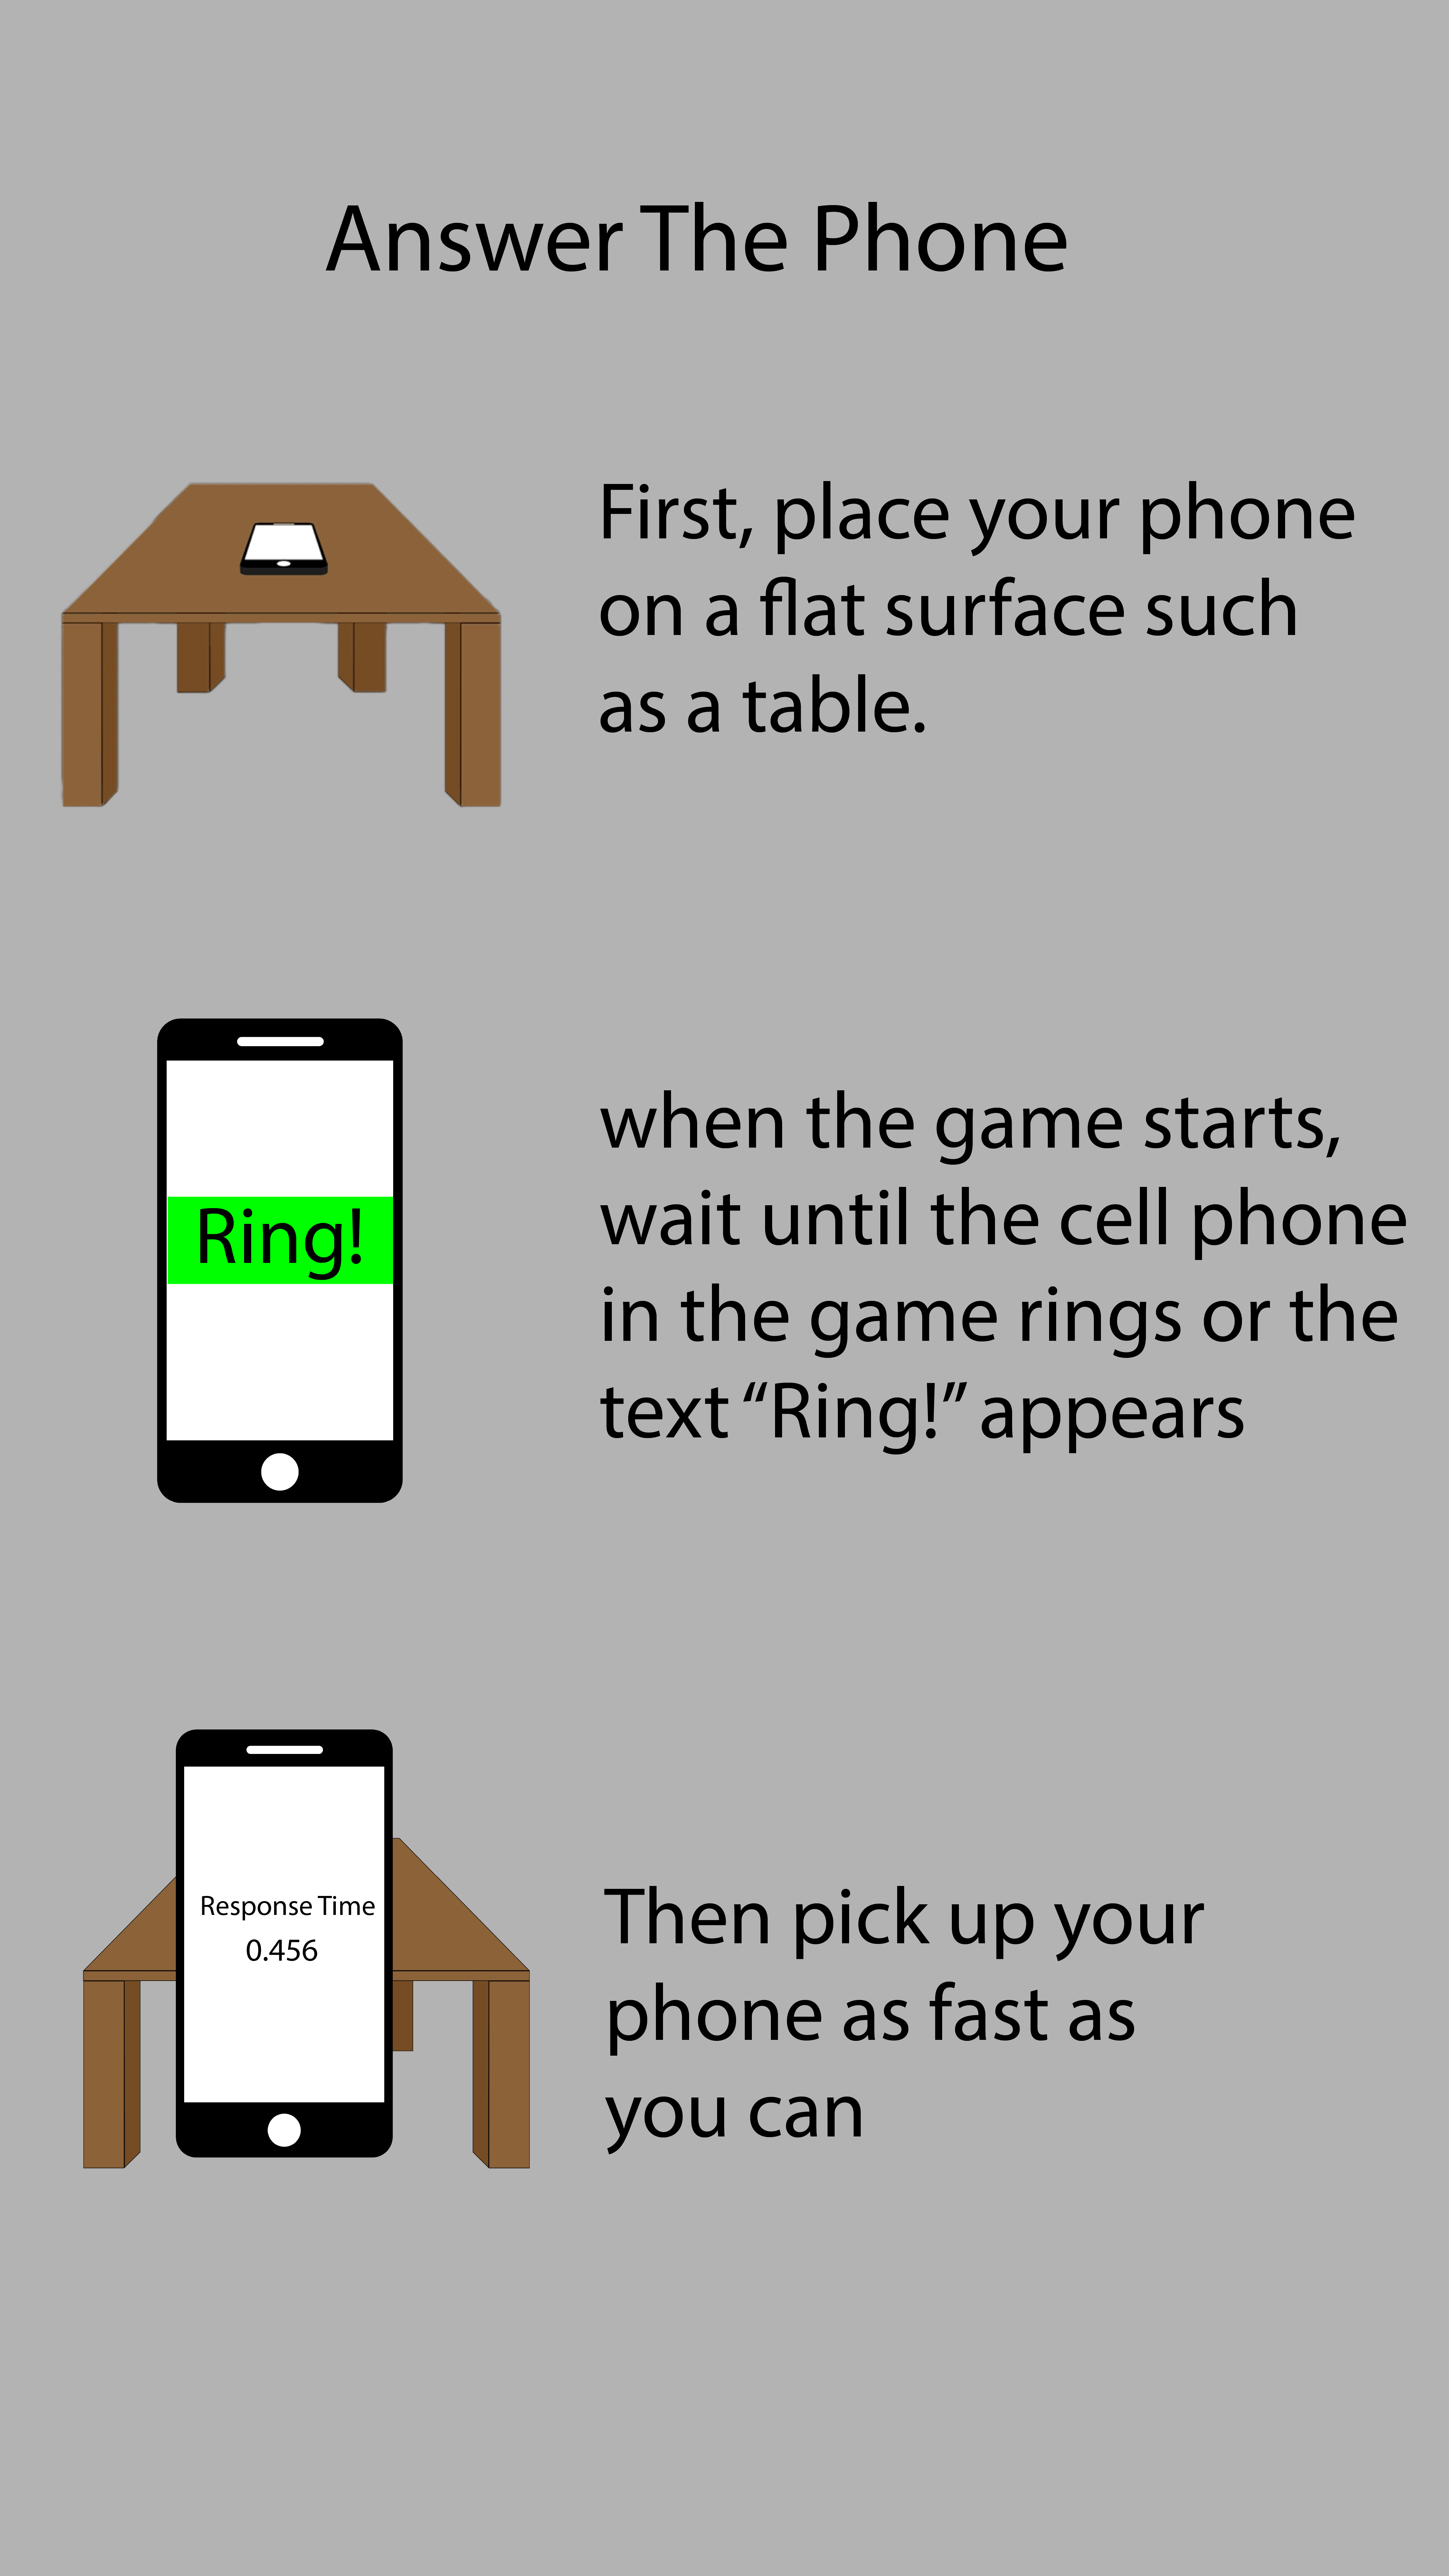 Answer The Phone
First, place your phone
on a flat surface such
as a table.
Ring!
when the game starts,
wait until the cell phone
in the game rings or the
text “Ring!” appears
Response Time
0.456
Then pick up your
phone as fast as
you can